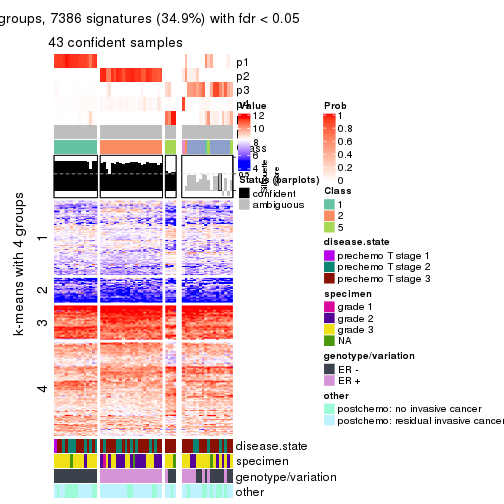 groups, 7386 signatures (34.9%) with fdr < 0.05
43 confident samples
p1
p2
p3
p4
k-means with 4 groups
1
2
3
4
Value
12
10
8
6
4
Status (barplots)
confident
ambiguous
Prob
1
0.8
0.6
0.4
0.2
0
Class
1
2
5
disease.state
prechemo T stage 1
prechemo T stage 2
prechemo T stage 3
specimen
grade 1
grade 2
grade 3
NA
genotype/variation
ER -
ER +
other
postchemo: no invasive cancer
postchemo: residual invasive cancer
disease.state
specimen
genotype/variation
other